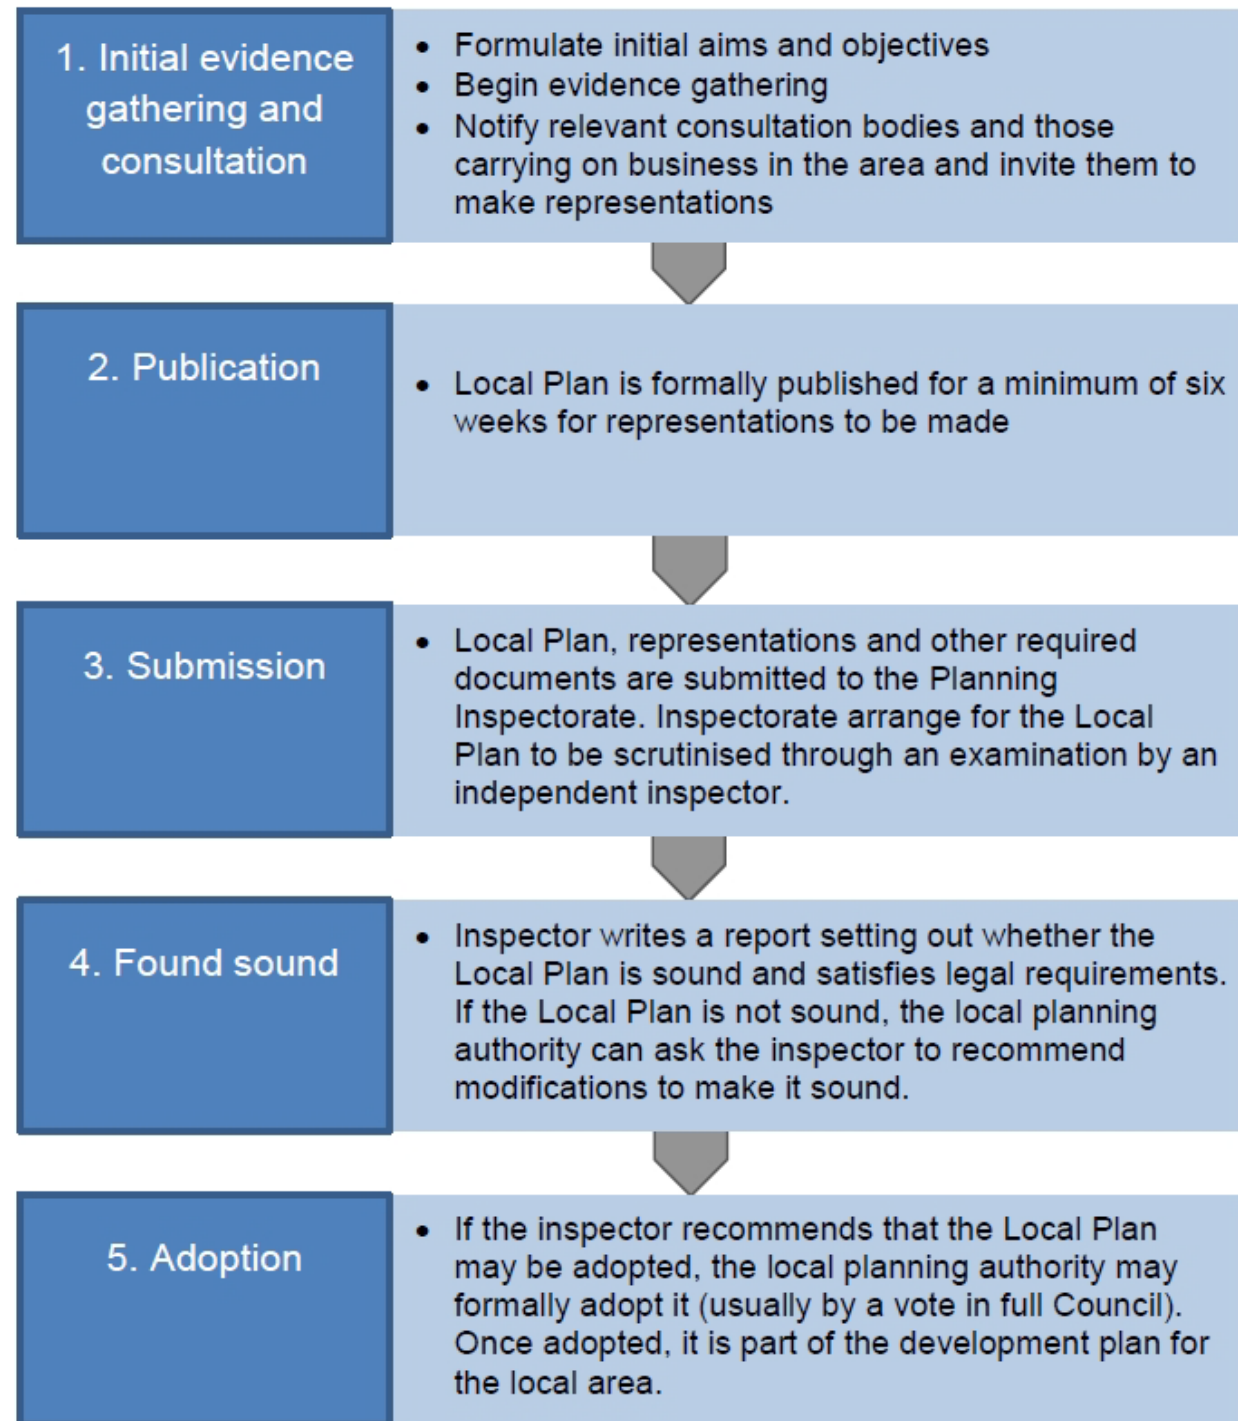 1. Initial evidence
gathering and
consultation
• Formulate initial aims and objectives
• Begin evidence gathering
• Notify relevant consultation bodies and those
carrying on business in the area and invite them to
make representations
2. Publication
• Local Plan is formally published for a minimum of six
weeks for representations to be made
3. Submission
• Local Plan, representations and other required
documents are submitted to the Planning
Inspectorate. Inspectorate arrange for the Local
Plan to be scrutinised through an examination by an
independent inspector.
4. Found sound
• Inspector writes a report setting out whether the
Local Plan is sound and satisfies legal requirements.
If the Local Plan is not sound, the local planning
authority can ask the inspector to recommend
modifications to make it sound.
5. Adoption
• If the inspector recommends that the Local Plan
may be adopted, the local planning authority may
formally adopt it (usually by a vote in full Council).
Once adopted, it is part of the development plan for
the local area.